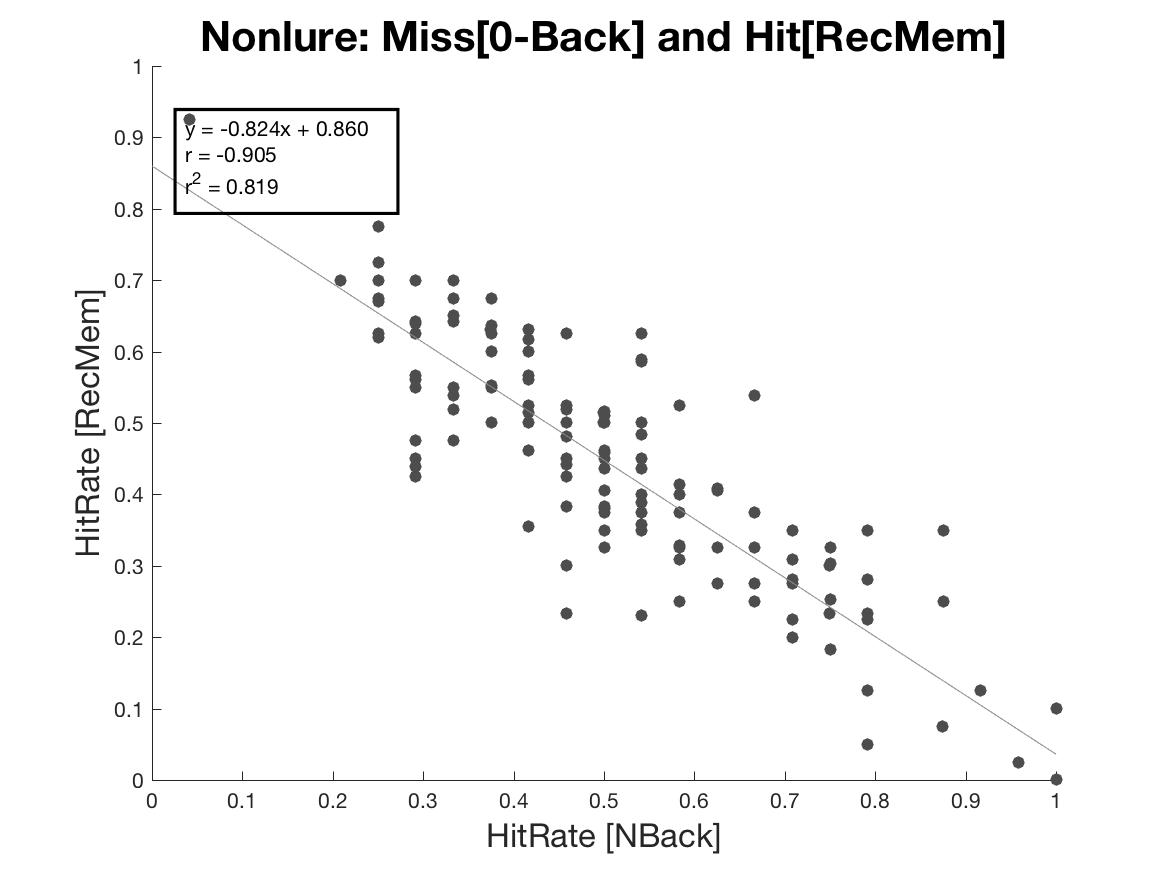 Nonlure: Miss[0-Back] and Hit[RecMem]
1
0.9
0.8
0.7
0.6
0.5
0.4
0.3
0.2
0.1
0
y = -0.824x + 0.860
r = -0.905
r² = 0.819
HitRate [RecMem]
0 0.1 0.2 0.3 0.4 0.5 0.6 0.7 0.8 0.9 1
HitRate [NBack]